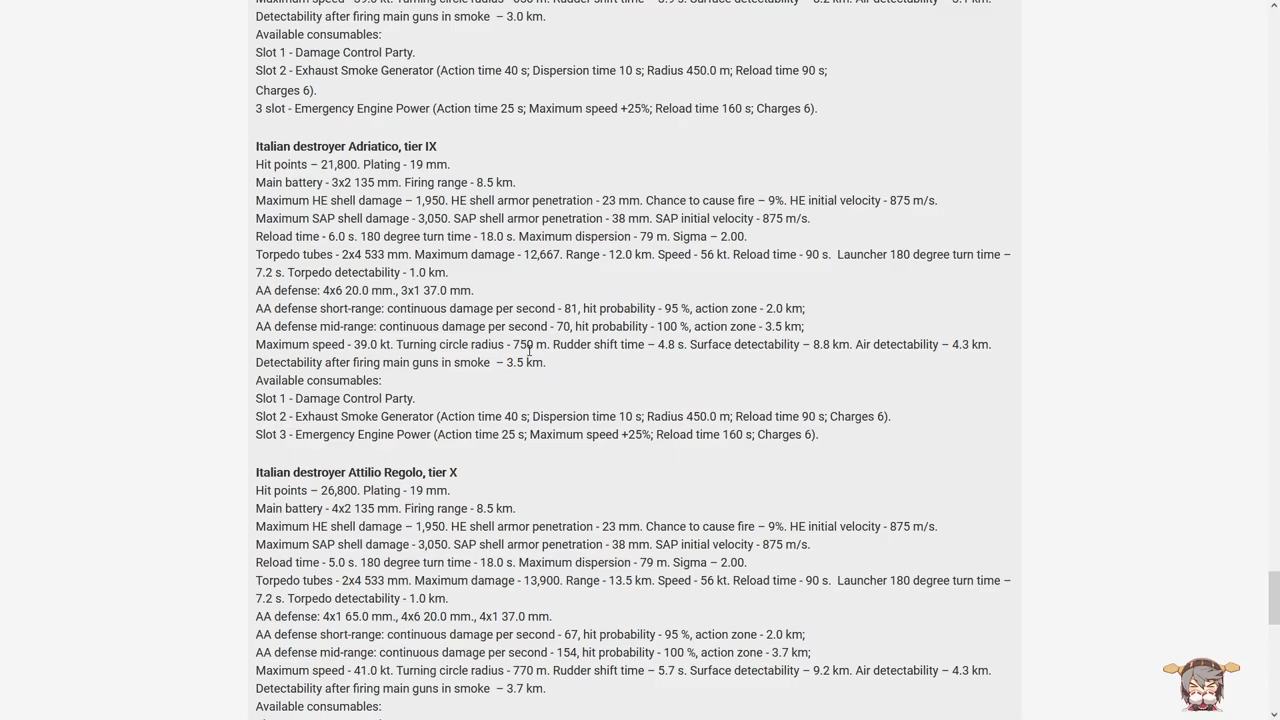 Detectability after firing main guns in smoke – 3.0 km.
Available consumables:
Slot 1 - Damage Control Party.
Slot 2 - Exhaust Smoke Generator (Action time 40 s; Dispersion time 10 s; Radius 450.0 m; Reload time 90 s;
Charges 6).
3 slot - Emergency Engine Power (Action time 25 s; Maximum speed +25%; Reload time 160 s; Charges 6).
Italian destroyer Adriatico, tier IX
Hit points – 21,800. Plating - 19 mm.
Main battery - 3x2 135 mm. Firing range - 8.5 km.
Maximum HE shell damage – 1,950. HE shell armor penetration - 23 mm. Chance to cause fire – 9%. HE initial velocity - 875 m/s.
Maximum SAP shell damage - 3,050. SAP shell armor penetration - 38 mm. SAP initial velocity - 875 m/s.
Reload time - 6.0 s. 180 degree turn time - 18.0 s. Maximum dispersion - 79 m. Sigma – 2.00.
Torpedo tubes - 2x4 533 mm. Maximum damage - 12,667. Range - 12.0 km. Speed - 56 kt. Reload time - 90 s. Launcher 180 degree turn time –
7.2 s. Torpedo detectability - 1.0 km.
AA defense: 4x6 20.0 mm., 3x1 37.0 mm.
AA defense short-range: continuous damage per second - 81, hit probability - 95 %, action zone - 2.0 km;
AA defense mid-range: continuous damage per second - 70, hit probability - 100 %, action zone - 3.5 km;
Maximum speed - 39.0 kt. Turning circle radius - 750 m. Rudder shift time – 4.8 s. Surface detectability – 8.8 km. Air detectability – 4.3 km.
Detectability after firing main guns in smoke – 3.5 km.
Available consumables:
Slot 1 - Damage Control Party.
Slot 2 - Exhaust Smoke Generator (Action time 40 s; Dispersion time 10 s; Radius 450.0 m; Reload time 90 s; Charges 6).
Slot 3 - Emergency Engine Power (Action time 25 s; Maximum speed +25%; Reload time 160 s; Charges 6).
Italian destroyer Attilio Regolo, tier X
Hit points – 26,800. Plating - 19 mm.
Main battery - 4x2 135 mm. Firing range - 8.5 km.
Maximum HE shell damage – 1,950. HE shell armor penetration - 23 mm. Chance to cause fire – 9%. HE initial velocity - 875 m/s.
Maximum SAP shell damage - 3,050. SAP shell armor penetration - 38 mm. SAP initial velocity - 875 m/s.
Reload time - 5.0 s. 180 degree turn time - 18.0 s. Maximum dispersion - 79 m. Sigma – 2.00.
Torpedo tubes - 2x4 533 mm. Maximum damage - 13,900. Range - 13.5 km. Speed - 56 kt. Reload time - 90 s. Launcher 180 degree turn time –
7.2 s. Torpedo detectability - 1.0 km.
AA defense: 4x1 65.0 mm., 4x6 20.0 mm., 4x1 37.0 mm.
AA defense short-range: continuous damage per second - 67, hit probability - 95 %, action zone - 2.0 km;
AA defense mid-range: continuous damage per second - 154, hit probability - 100 %, action zone - 3.7 km;
Maximum speed - 41.0 kt. Turning circle radius - 770 m. Rudder shift time – 5.7 s. Surface detectability – 9.2 km. Air detectability – 4.3 km.
Detectability after firing main guns in smoke – 3.7 km.
Available consumables: